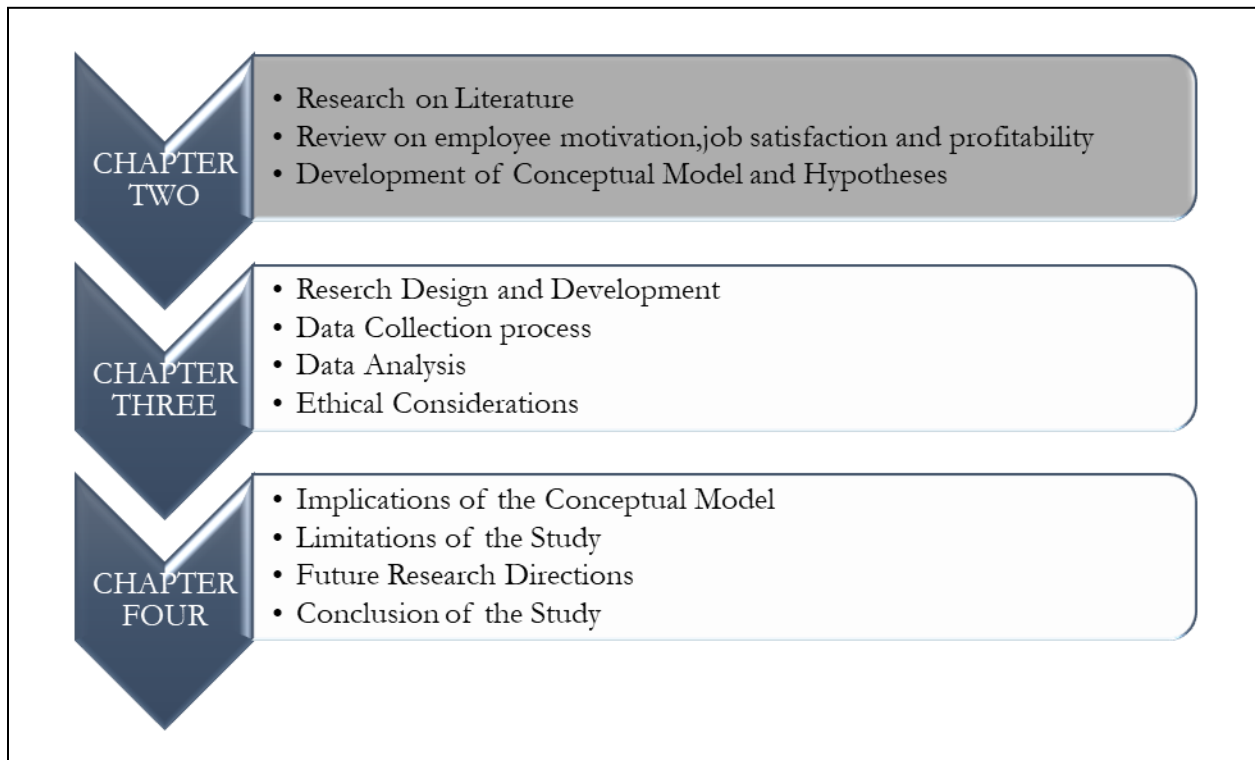 CHAPTER
TWO
• Research on Literature
• Review on employee motivation,job satisfaction and profitability
• Development of Conceptual Model and Hypotheses
CHAPTER
THREE
• Reserch Design and Development
• Data Collection process
• Data Analysis
• Ethical Considerations
CHAPTER
FOUR
• Implications of the Conceptual Model
• Limitations of the Study
• Future Research Directions
• Conclusion of the Study